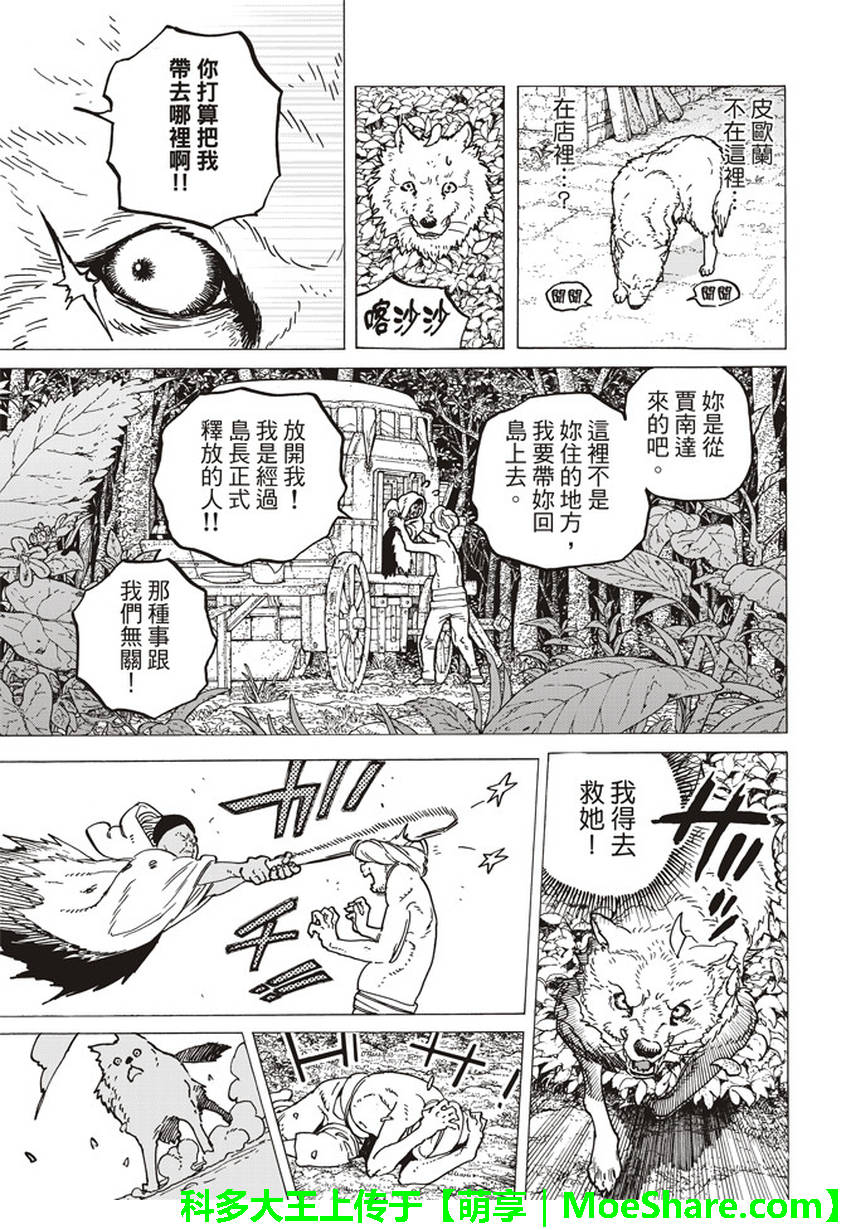 皮歐蘭
不在這裡…
在店裡…？
聞聞
聞聞
喀沙沙
你打算把我
帶去哪裡啊!!
妳是從
賈南達
來的吧。
這裡不是
妳住的地方，
我要帶妳回
島上去。
放開我！
我是經過
島長正式
釋放的人!!
那種事跟
我們無關！
我得去
救她！
科多大王上传于【萌享｜MoeShare.com】